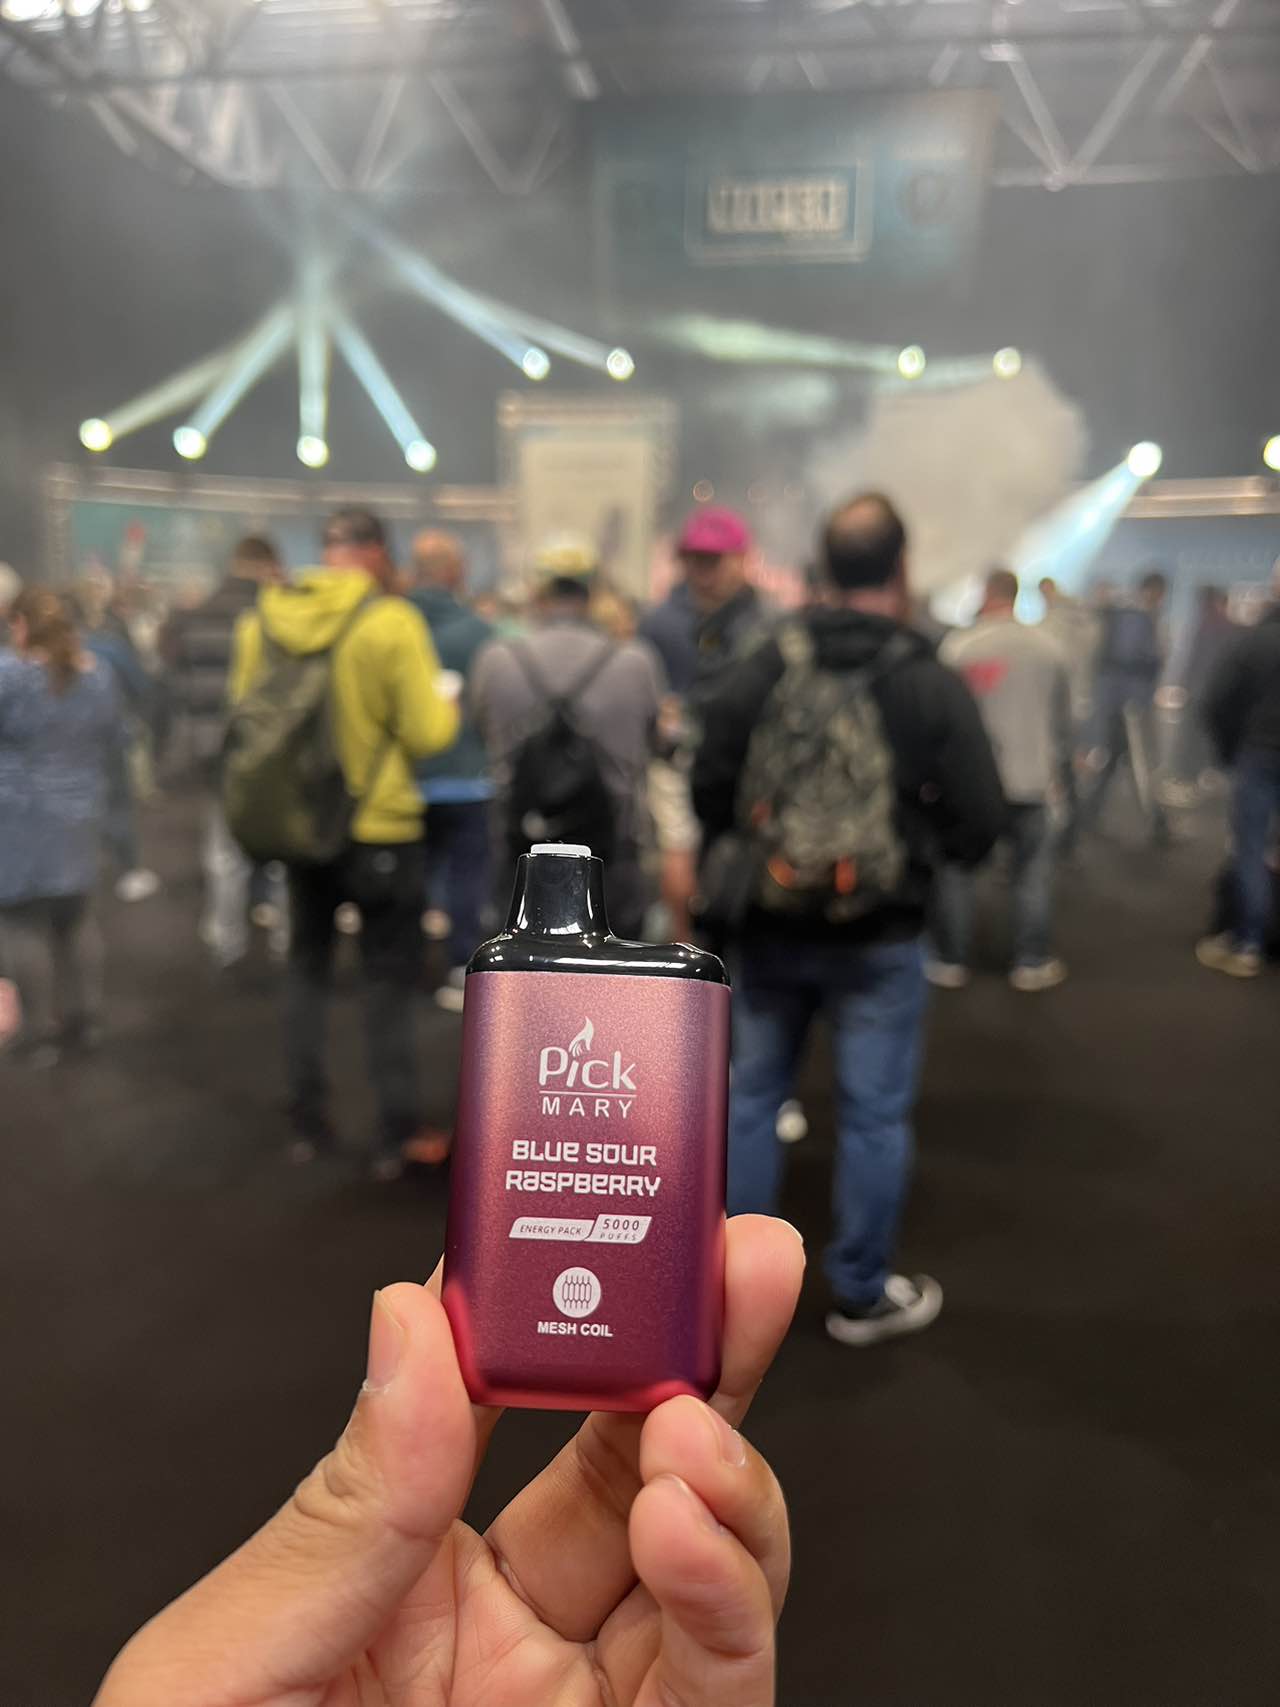 Pick
MARY
BLUE SOUR
RASPBERRY
ENERGY PACK 5000
PUFFS
MESH COIL